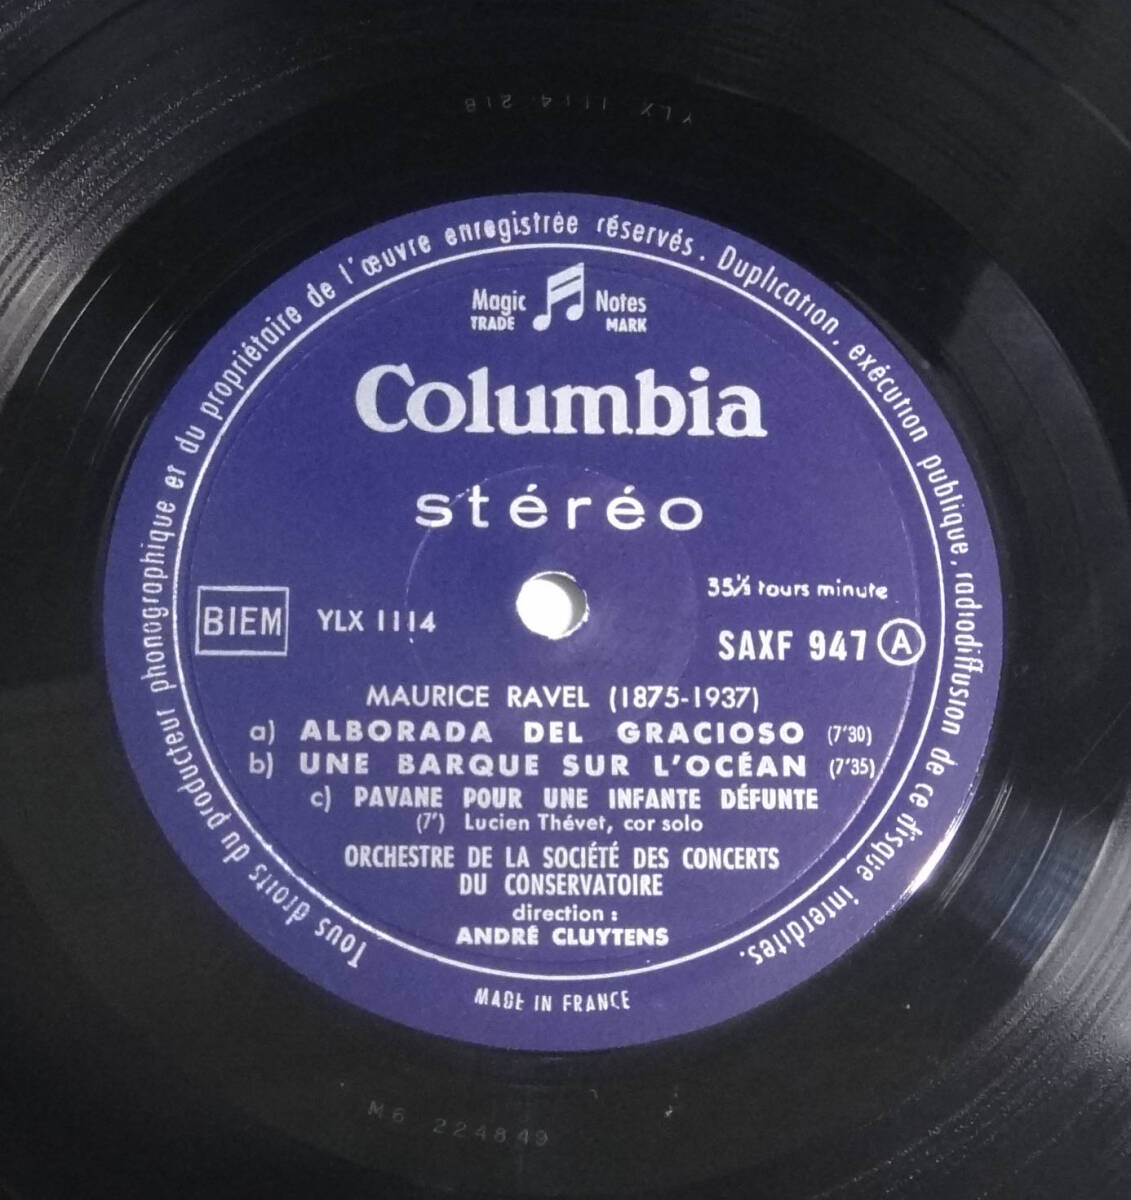 YLX 1114 21B
Tous droits du producteur phonographique et du propriétaire de l'œuvre enregistrée réservés. Duplication, exécution publique, radiodiffusion de ce disque interdites.
Magic Notes
TRADE MARK
Columbia
stéréo
35⅓ tours minute
BIEM YLX 1114 SAXF 947 A
MAURICE RAVEL (1875-1937)
a) ALBORADA DEL GRACIOSO (7'30)
b) UNE BARQUE SUR L'OCÉAN (7'35)
c) PAVANE POUR UNE INFANTE DÉFUNTE
(7') Lucien Thévet, cor solo
ORCHESTRE DE LA SOCIÉTÉ DES CONCERTS
DU CONSERVATOIRE
direction :
ANDRÉ CLUYTENS
MADE IN FRANCE
M6 224849